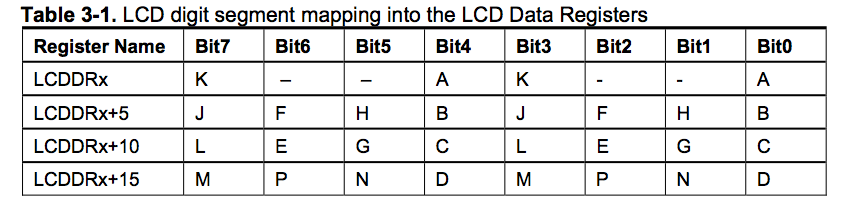 Table 3-1. LCD digit segment mapping into the LCD Data Registers
Register Name Bit7 Bit6 Bit5 Bit4 Bit3 Bit2 Bit1 Bit0
LCDDRx K – – A K - - A
LCDDRx+5 J F H B J F H B
LCDDRx+10 L E G C L E G C
LCDDRx+15 M P N D M P N D